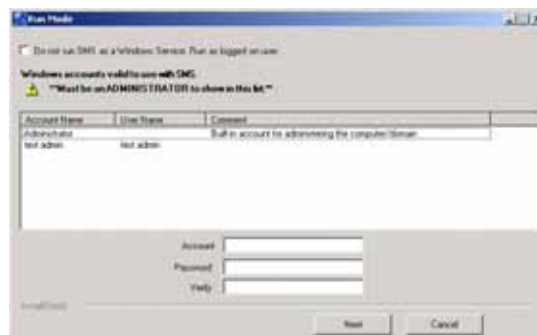 Run Mode
Do not run SMS as a Windows Service. Run as logged on user.
Windows accounts valid to use with SMS.
**Must be an ADMINISTRATOR to show in this list.**
Account Name User Name Comment
Administrator Built-in account for administering the computer/domain
test admin test admin
Account
Password
Verify
InstallShield
Next Cancel